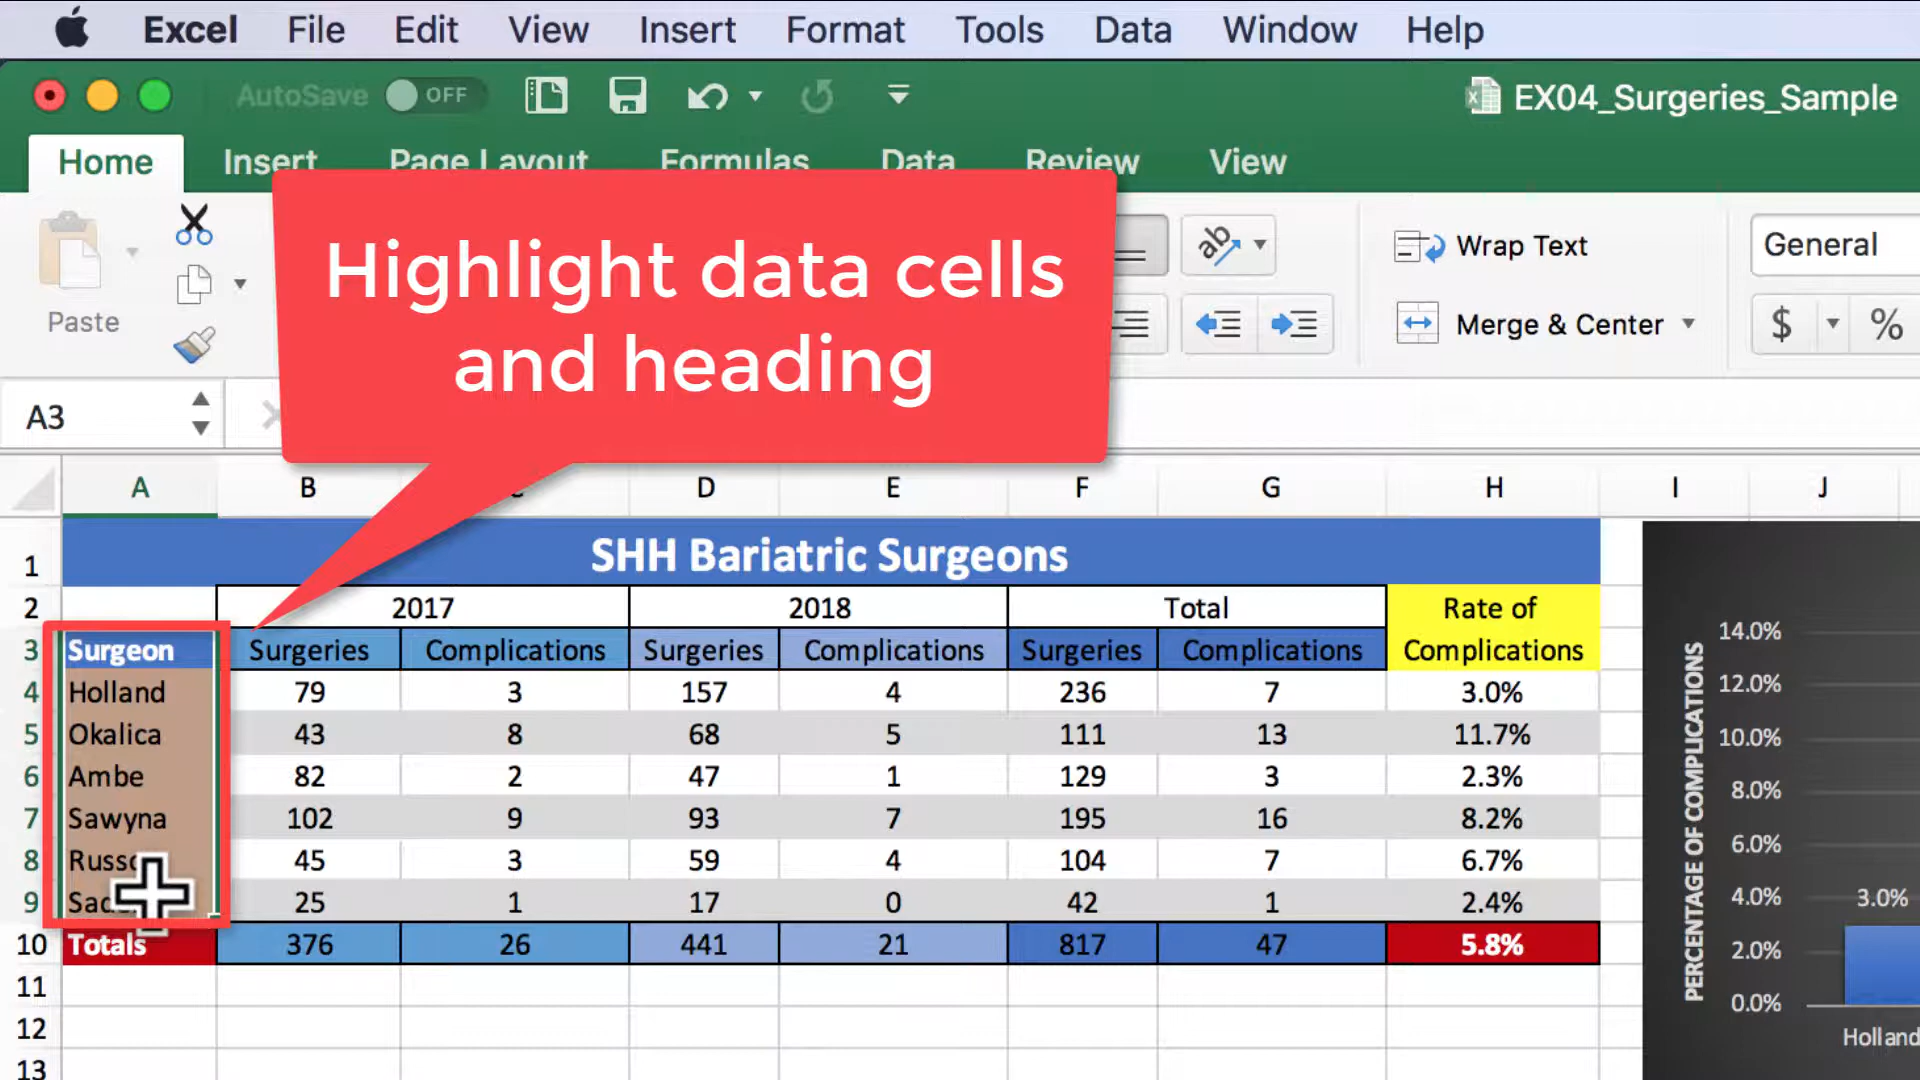 Excel File Edit View Insert Format Tools Data Window Help
AutoSave OFF EX04_Surgeries_Sample
Home Insert Page Layout Formulas Data Review View
Highlight data cells
and heading
Paste
ab
Wrap Text
General
Merge & Center
$ %
A3
A B D E F G H I J
1 SHH Bariatric Surgeons
2 2017 2018 Total Rate of
3 Surgeon Surgeries Complications Surgeries Complications Surgeries Complications Complications
4 Holland 79 3 157 4 236 7 3.0%
5 Okalica 43 8 68 5 111 13 11.7%
6 Ambe 82 2 47 1 129 3 2.3%
7 Sawyna 102 9 93 7 195 16 8.2%
8 45 3 59 4 104 7 6.7%
9 25 1 17 0 42 1 2.4%
10 Totals 376 26 441 21 817 47 5.8%
11
12
13
PERCENTAGE OF COMPLICATIONS
14.0%
12.0%
10.0%
8.0%
6.0%
4.0%
2.0%
0.0%
3.0%
Holland